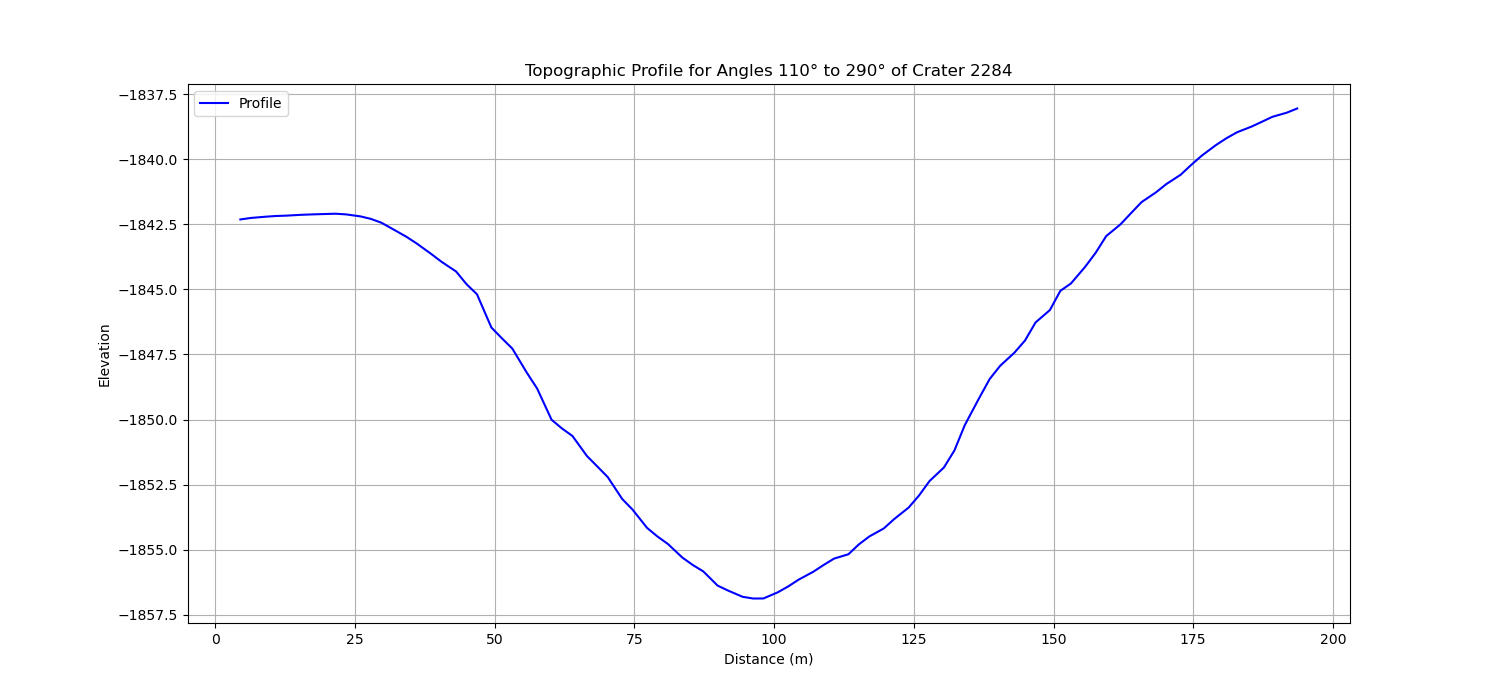 Topographic Profile for Angles 110° to 290° of Crater 2284
Profile
−1837.5
−1840.0
−1842.5
−1845.0
−1847.5
−1850.0
−1852.5
−1855.0
−1857.5
Elevation
0 25 50 75 100 125 150 175 200
Distance (m)